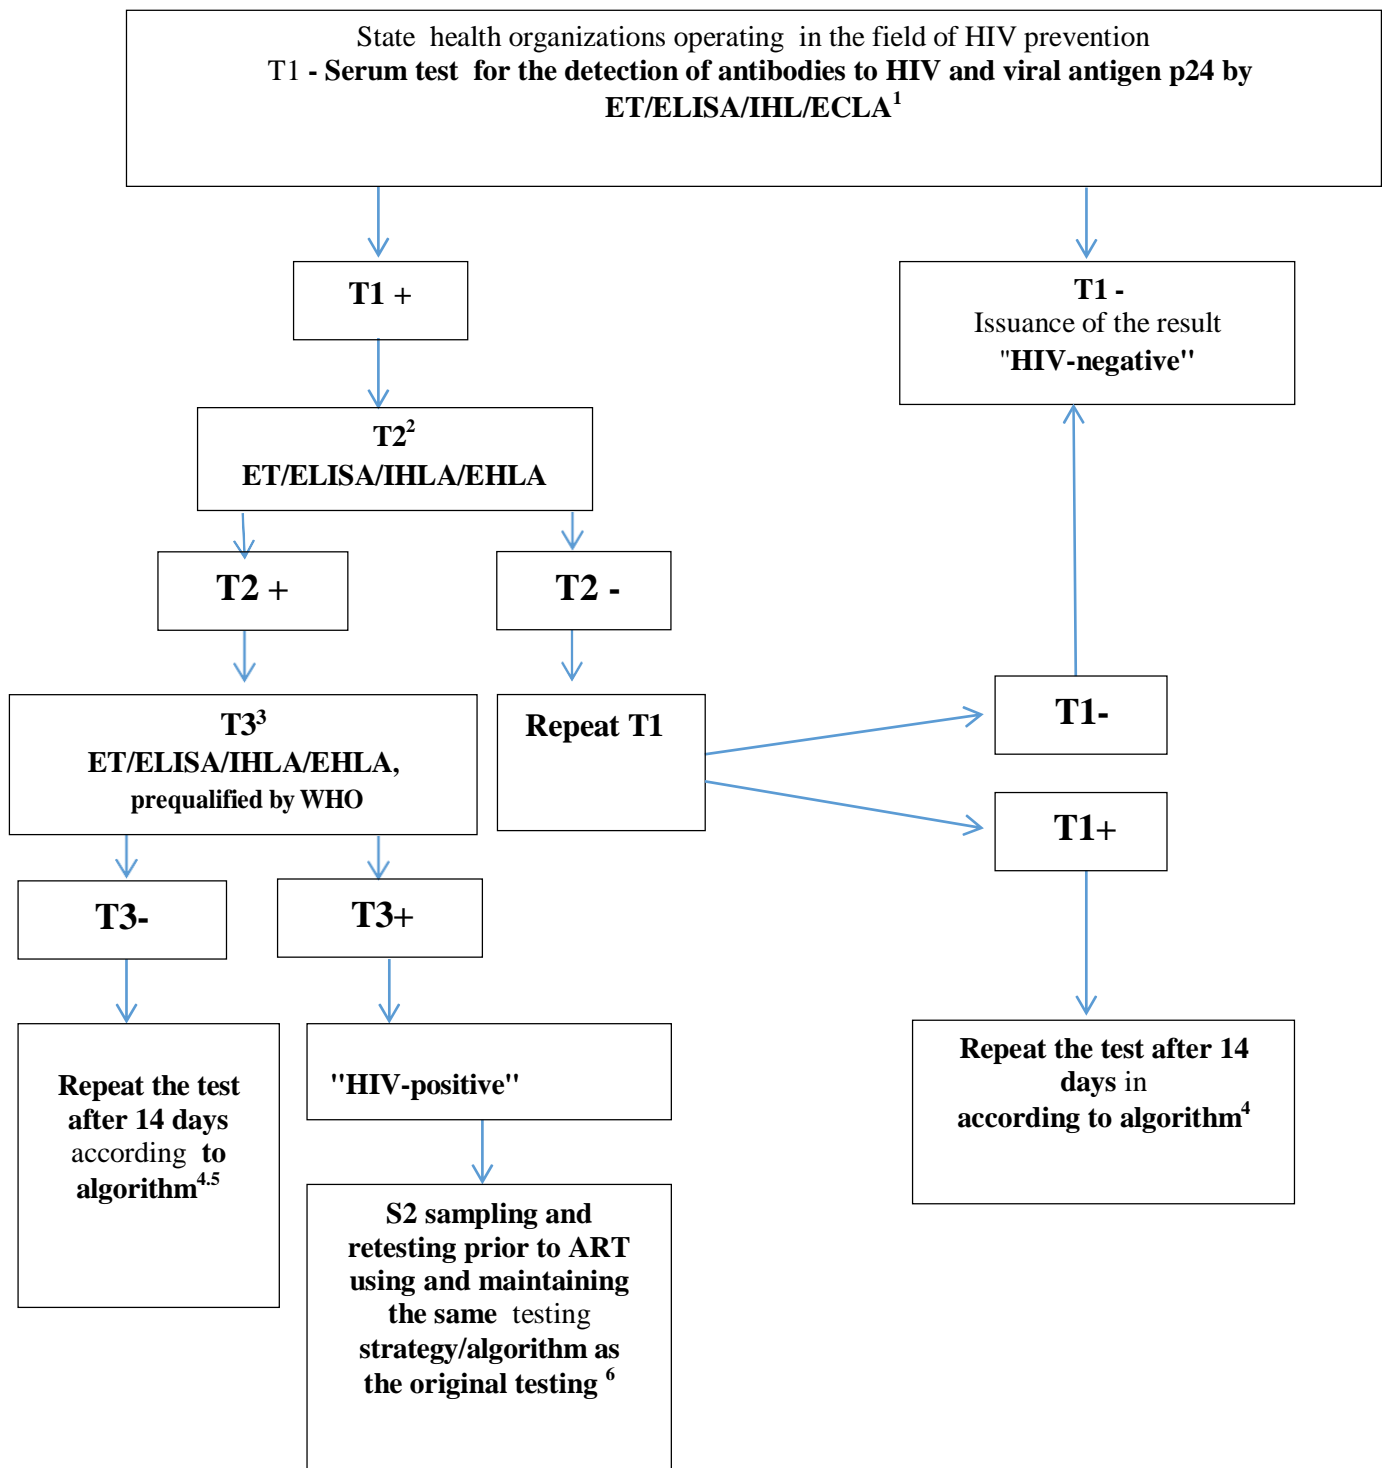 State health organizations operating in the field of HIV prevention
T1 - Serum test for the detection of antibodies to HIV and viral antigen p24 by
ET/ELISA/IHL/ECLA1
T1 +
T1 -
Issuance of the result
"HIV-negative"
T22
ET/ELISA/IHLA/EHLA
T2 +
T2 -
T33
ET/ELISA/IHLA/EHLA,
prequalified by WHO
Repeat T1
T1-
T1+
T3-
T3+
Repeat the test
after 14 days
according to
algorithm4.5
"HIV-positive"
Repeat the test after 14
days in
according to algorithm4
S2 sampling and
retesting prior to ART
using and maintaining
the same testing
strategy/algorithm as
the original testing 6